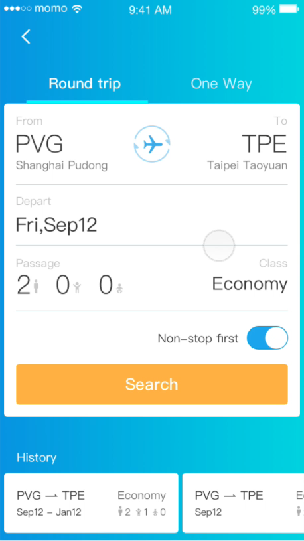 momo 9:41 AM 99%
Round trip One Way
From To
PVG TPE
Shanghai Pudong Taipei Taoyuan
Depart
Fri,Sep12
Passage Class
2 0 0 Economy
Non-stop first
Search
History
PVG → TPE Economy PVG → TPE
Sep12 - Jan12 2 1 0 Sep12